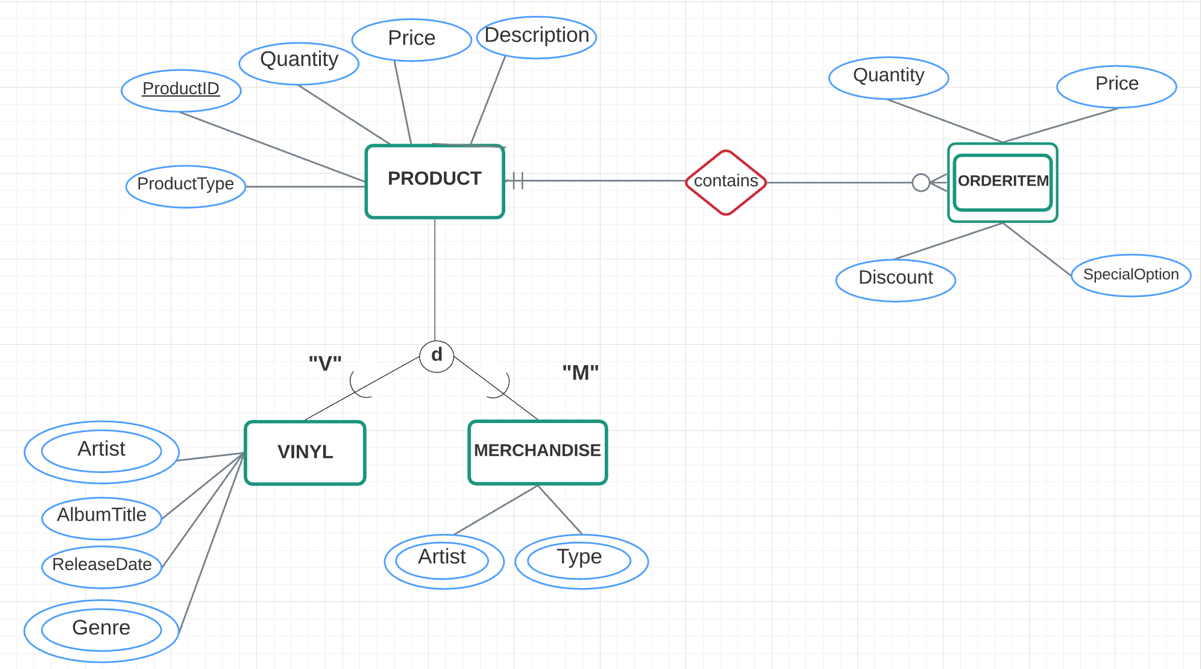 Description
Price
Quantity
ProductID
ProductType
PRODUCT
contains
Quantity
Price
ORDERITEM
Discount
SpecialOption
d
"V"
"M"
VINYL
MERCHANDISE
Artist
AlbumTitle
ReleaseDate
Genre
Artist
Type